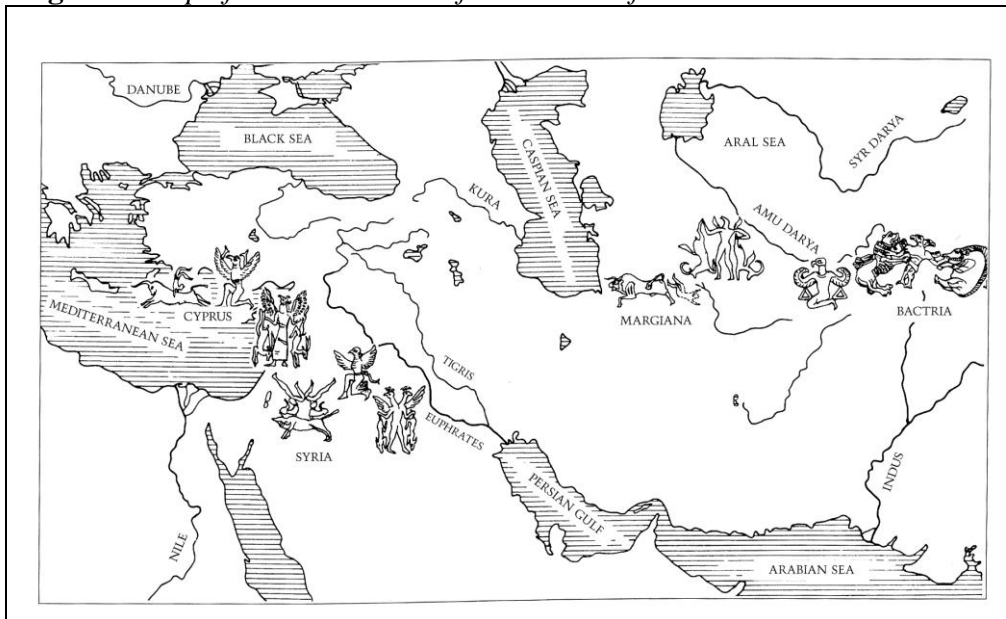 DANUBE
BLACK SEA
CASPIAN SEA
ARAL SEA
SYR DARYA
KURA
AMU DARYA
MEDITERRANEAN SEA
CYPRUS
MARGIANA
BACTRIA
TIGRIS
EUPHRATES
SYRIA
PERSIAN GULF
INDUS
NILE
ARABIAN SEA